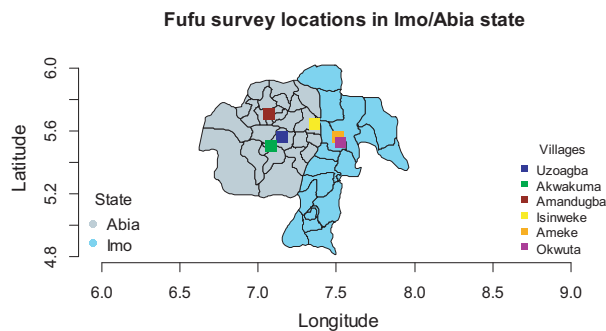 Fufu survey locations in Imo/Abia state
Latitude
6.0
5.6
5.2
4.8
State
Abia
Imo
Villages
Uzoagba
Akwakuma
Amandugba
Isinweke
Ameke
Okwuta
6.0 6.5 7.0 7.5 8.0 8.5 9.0
Longitude